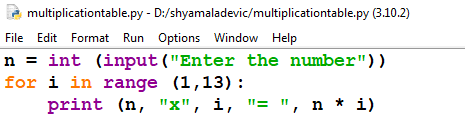 multiplicationtable.py - D:/shyamaladevic/multiplicationtable.py (3.10.2)
File Edit Format Run Options Window Help
n = int (input("Enter the number"))
for i in range (1,13):
    print (n, "x", i, "= ", n * i)